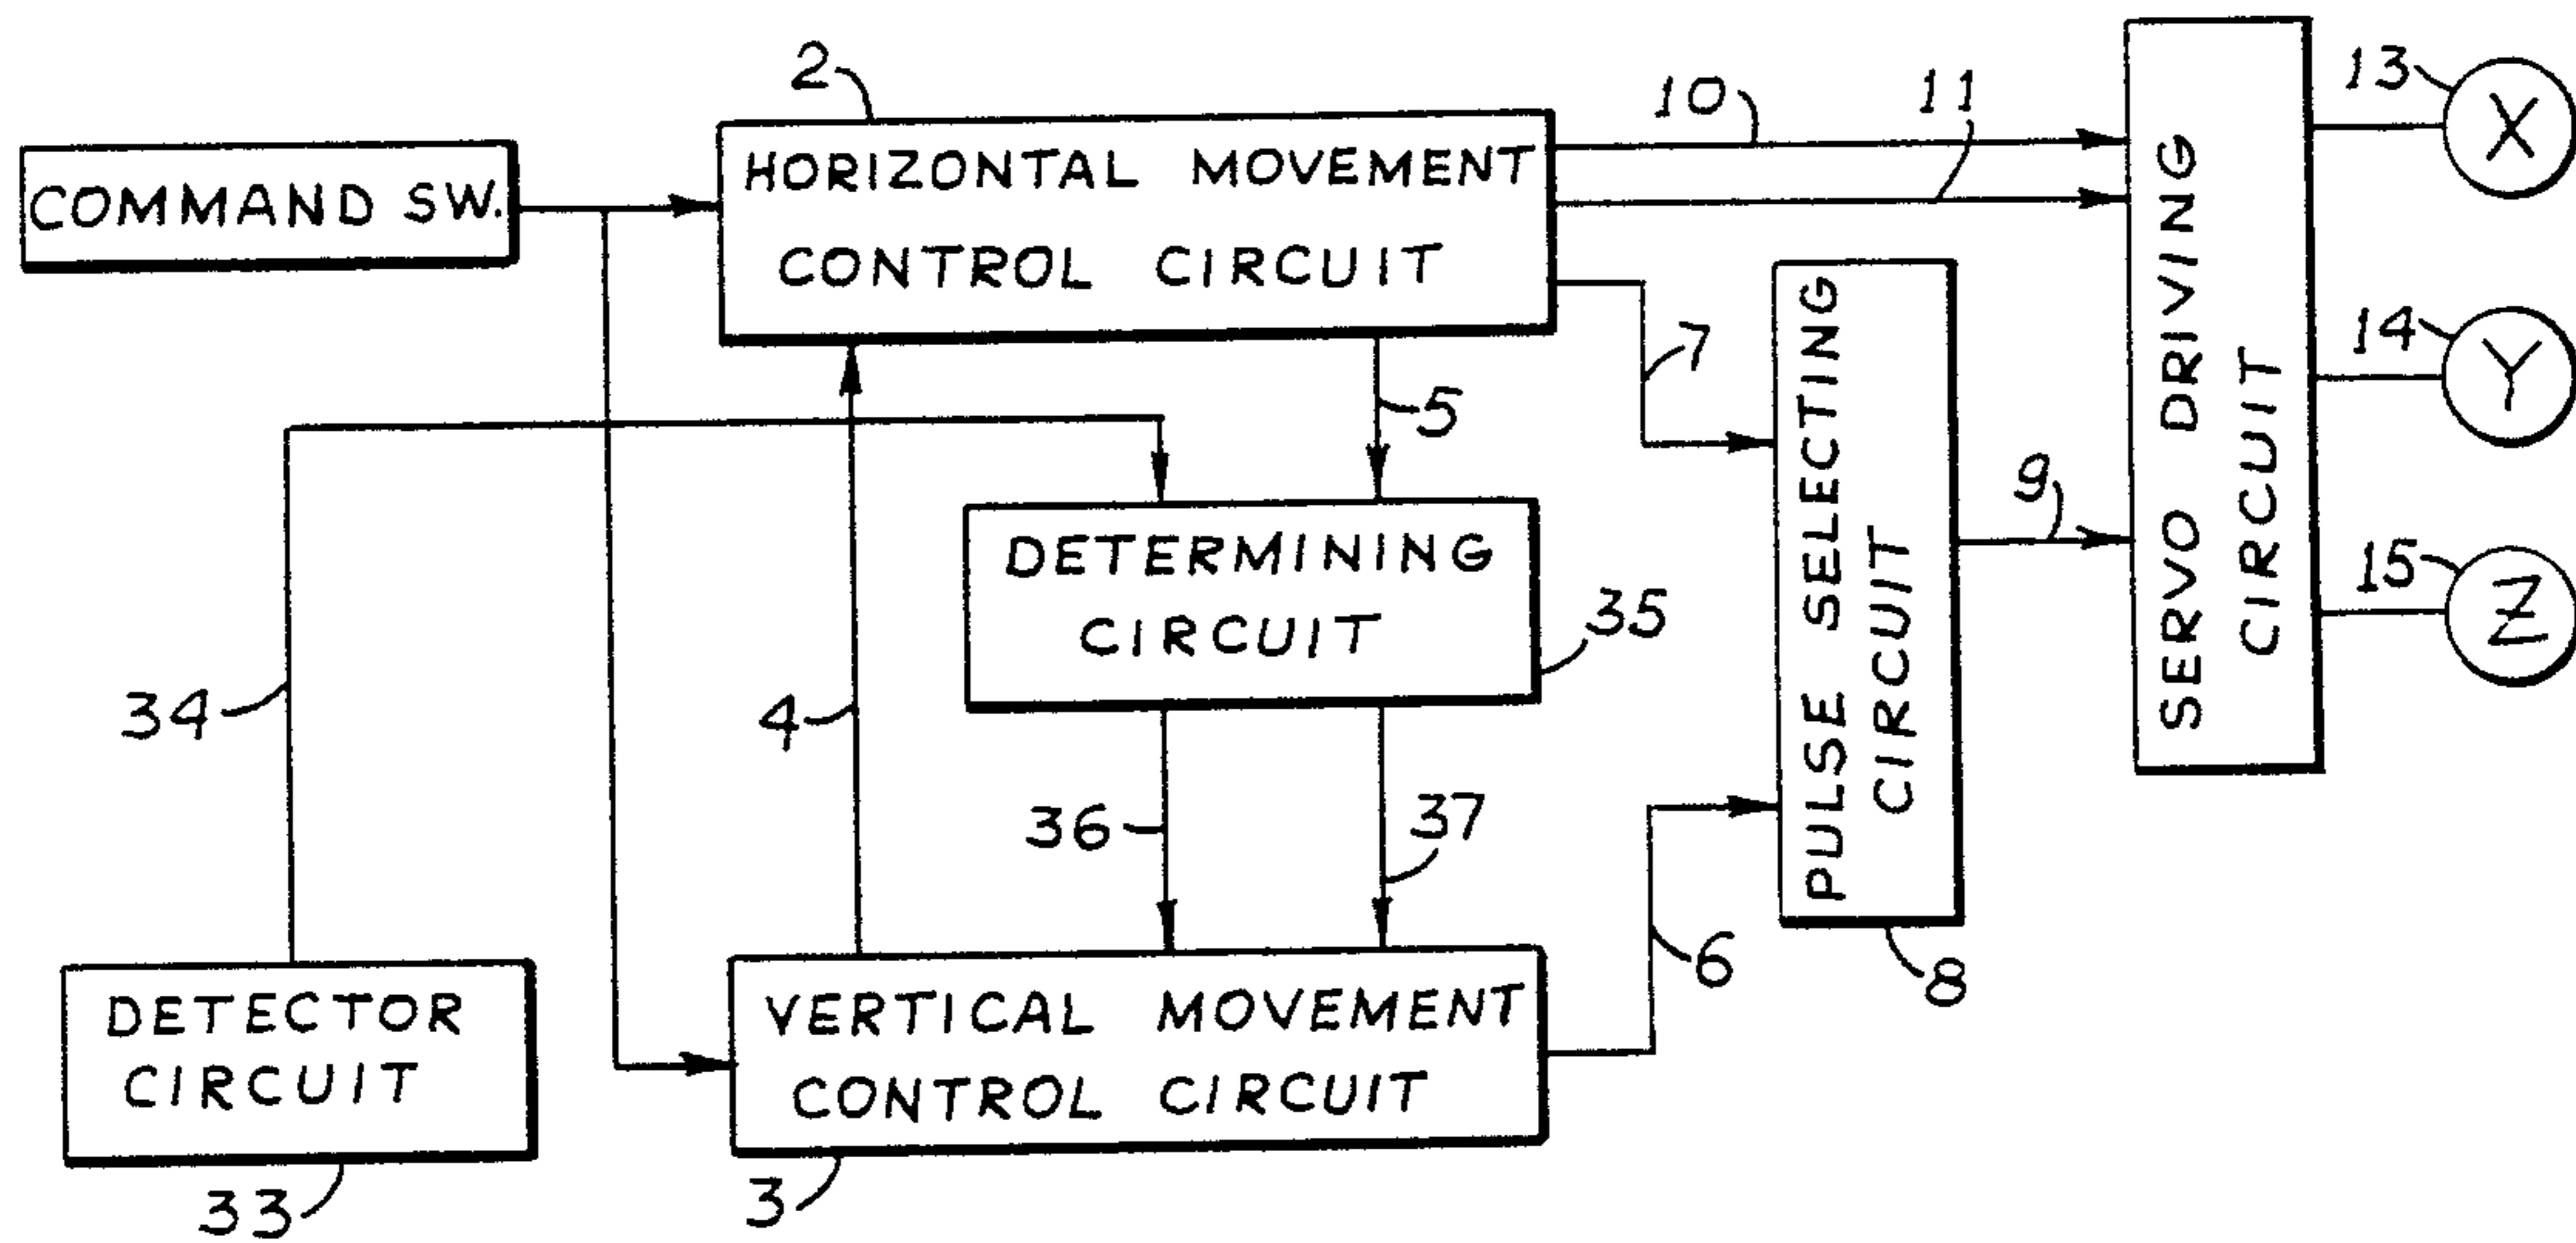 2
10
11
13
X
COMMAND SW.
HORIZONTAL MOVEMENT
CONTROL CIRCUIT
7
5
SERVO DRIVING
CIRCUIT
14
Y
9
15
Z
DETERMINING
CIRCUIT
35
PULSE SELECTING
CIRCUIT
34
4
36
37
6
8
DETECTOR
CIRCUIT
33
VERTICAL MOVEMENT
CONTROL CIRCUIT
3